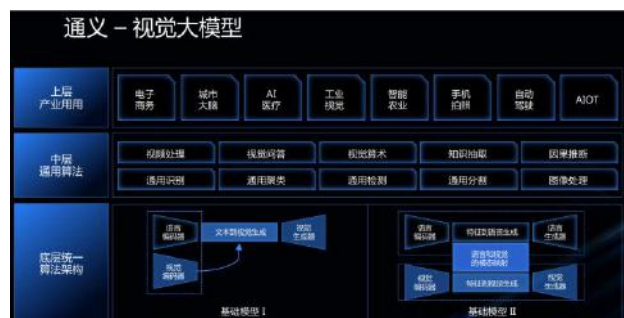 通义 – 视觉大模型
上层
产业用用
电子
商务
城市
大脑
AI
医疗
工业
视觉
智能
农业
手机
拍照
自动
驾驶
AIOT
中层
通用算法
视频处理
视觉问答
视觉算术
知识抽取
因果推断
通用识别
通用聚类
通用检测
通用分割
图像处理
底层统一
算法架构
语言
编码器
文本到视觉生成
视觉
生成器
视觉
编码器
基础模型 I
语言
编码器
特征到语言生成
语言
生成器
语言和视觉
的模态映射
视觉
编码器
特征到视觉生成
视觉
生成器
基础模型 II